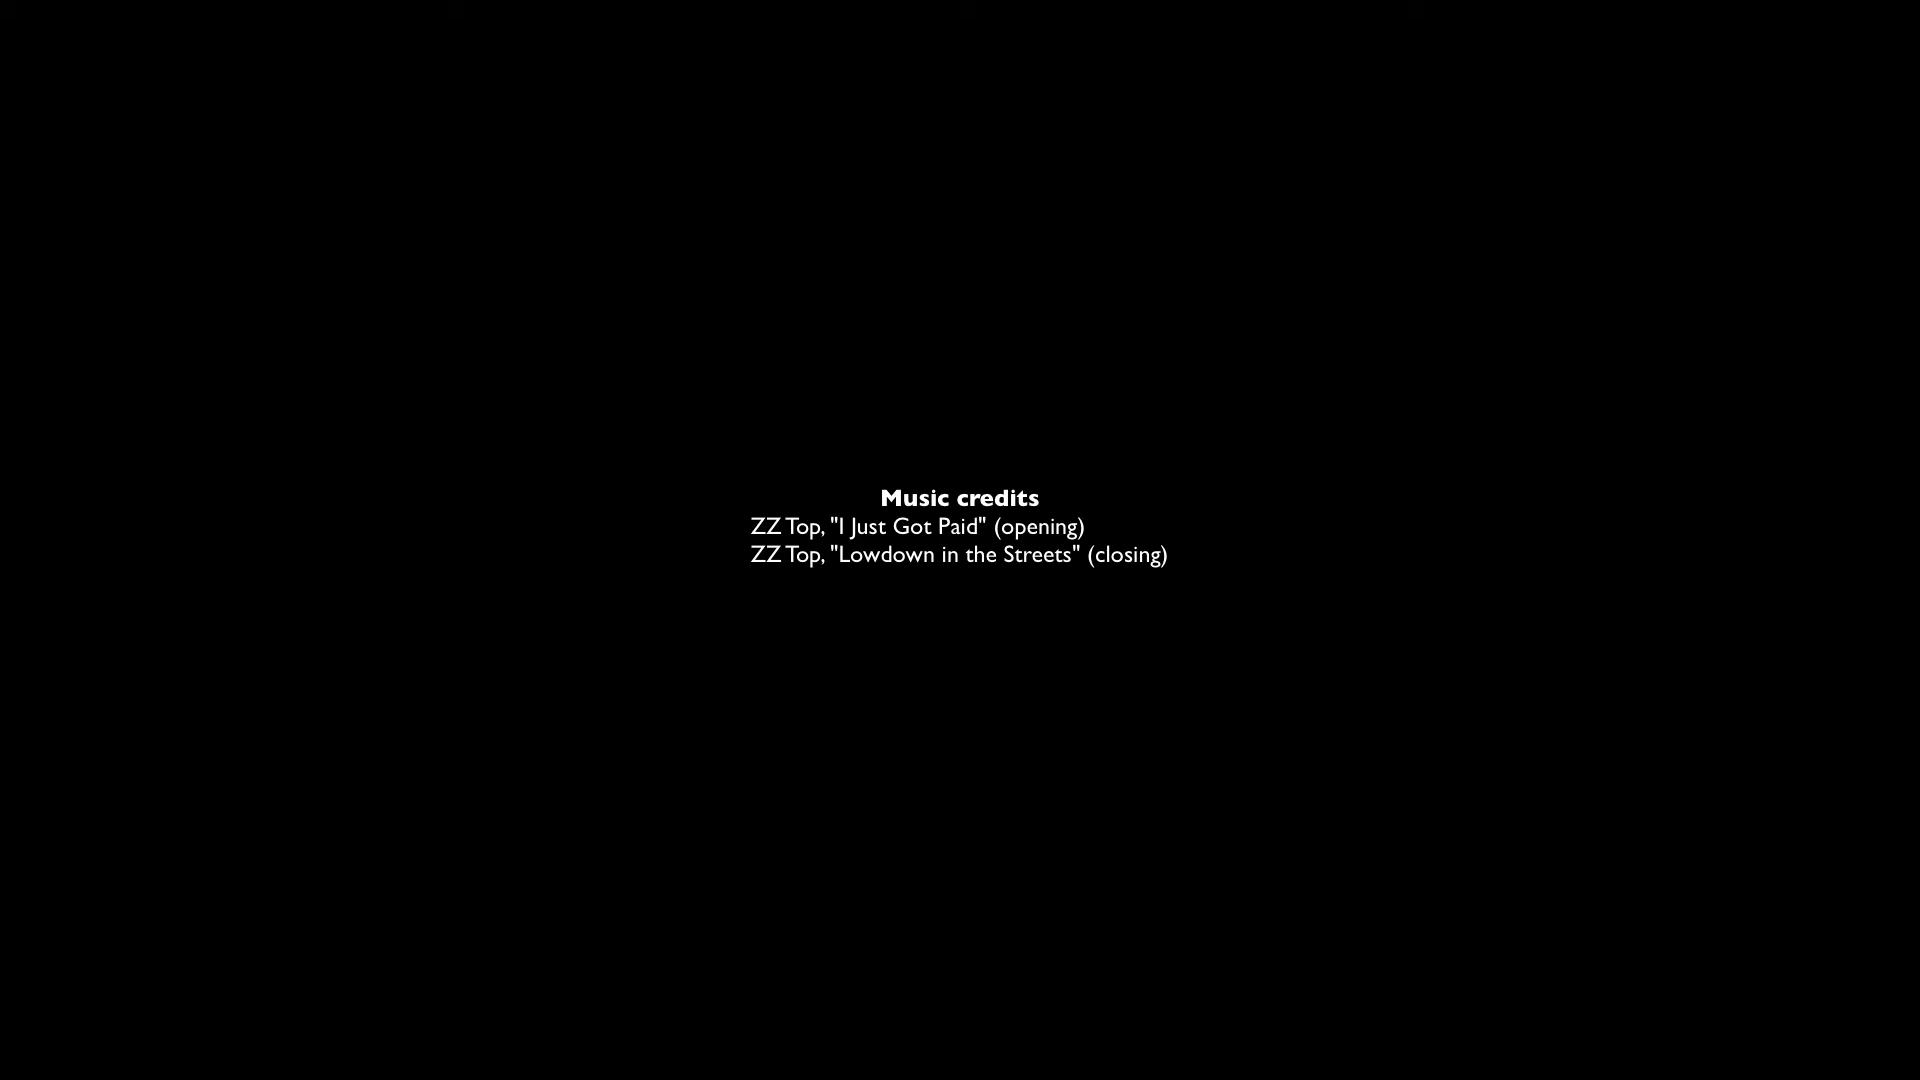 Music credits
ZZ Top, "I Just Got Paid" (opening)
ZZ Top, "Lowdown in the Streets" (closing)